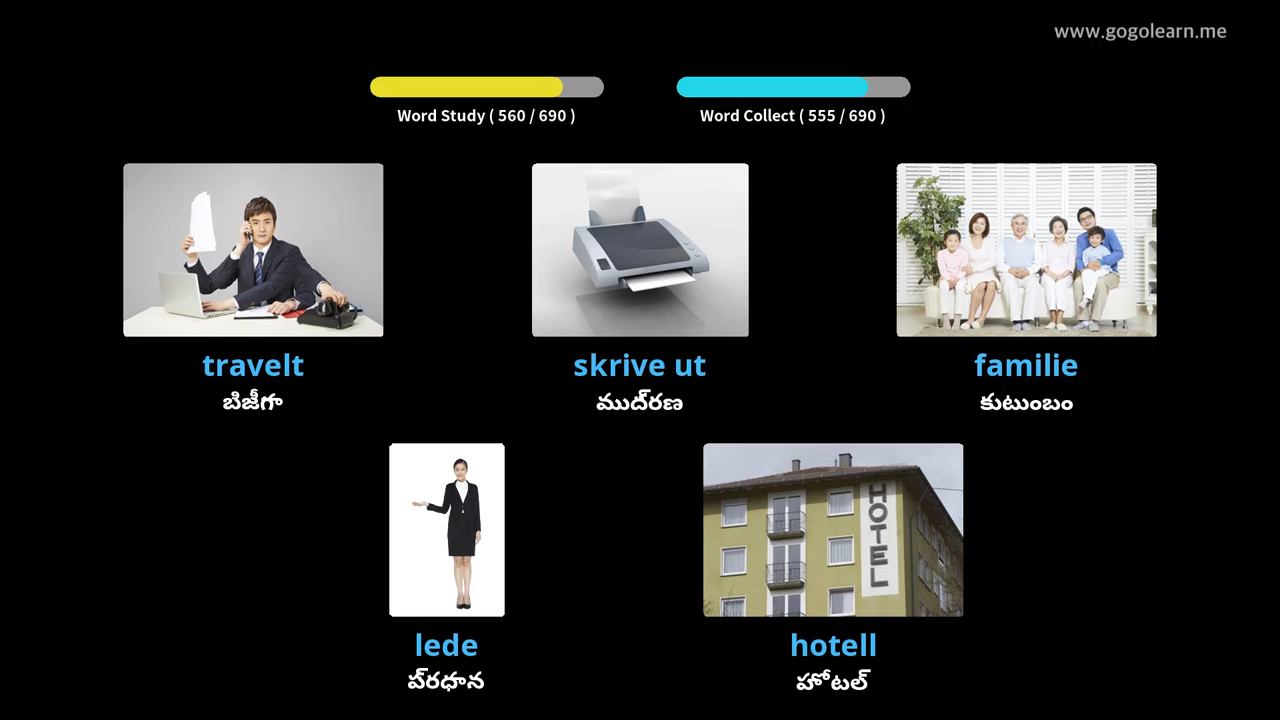 www.gogolearn.me
Word Study ( 560 / 690 )
Word Collect ( 555 / 690 )
travelt
బిజీగా
skrive ut
ముద్రణ
familie
కుటుంబం
HOTEL
lede
ప్రధాన
hotell
హోటల్